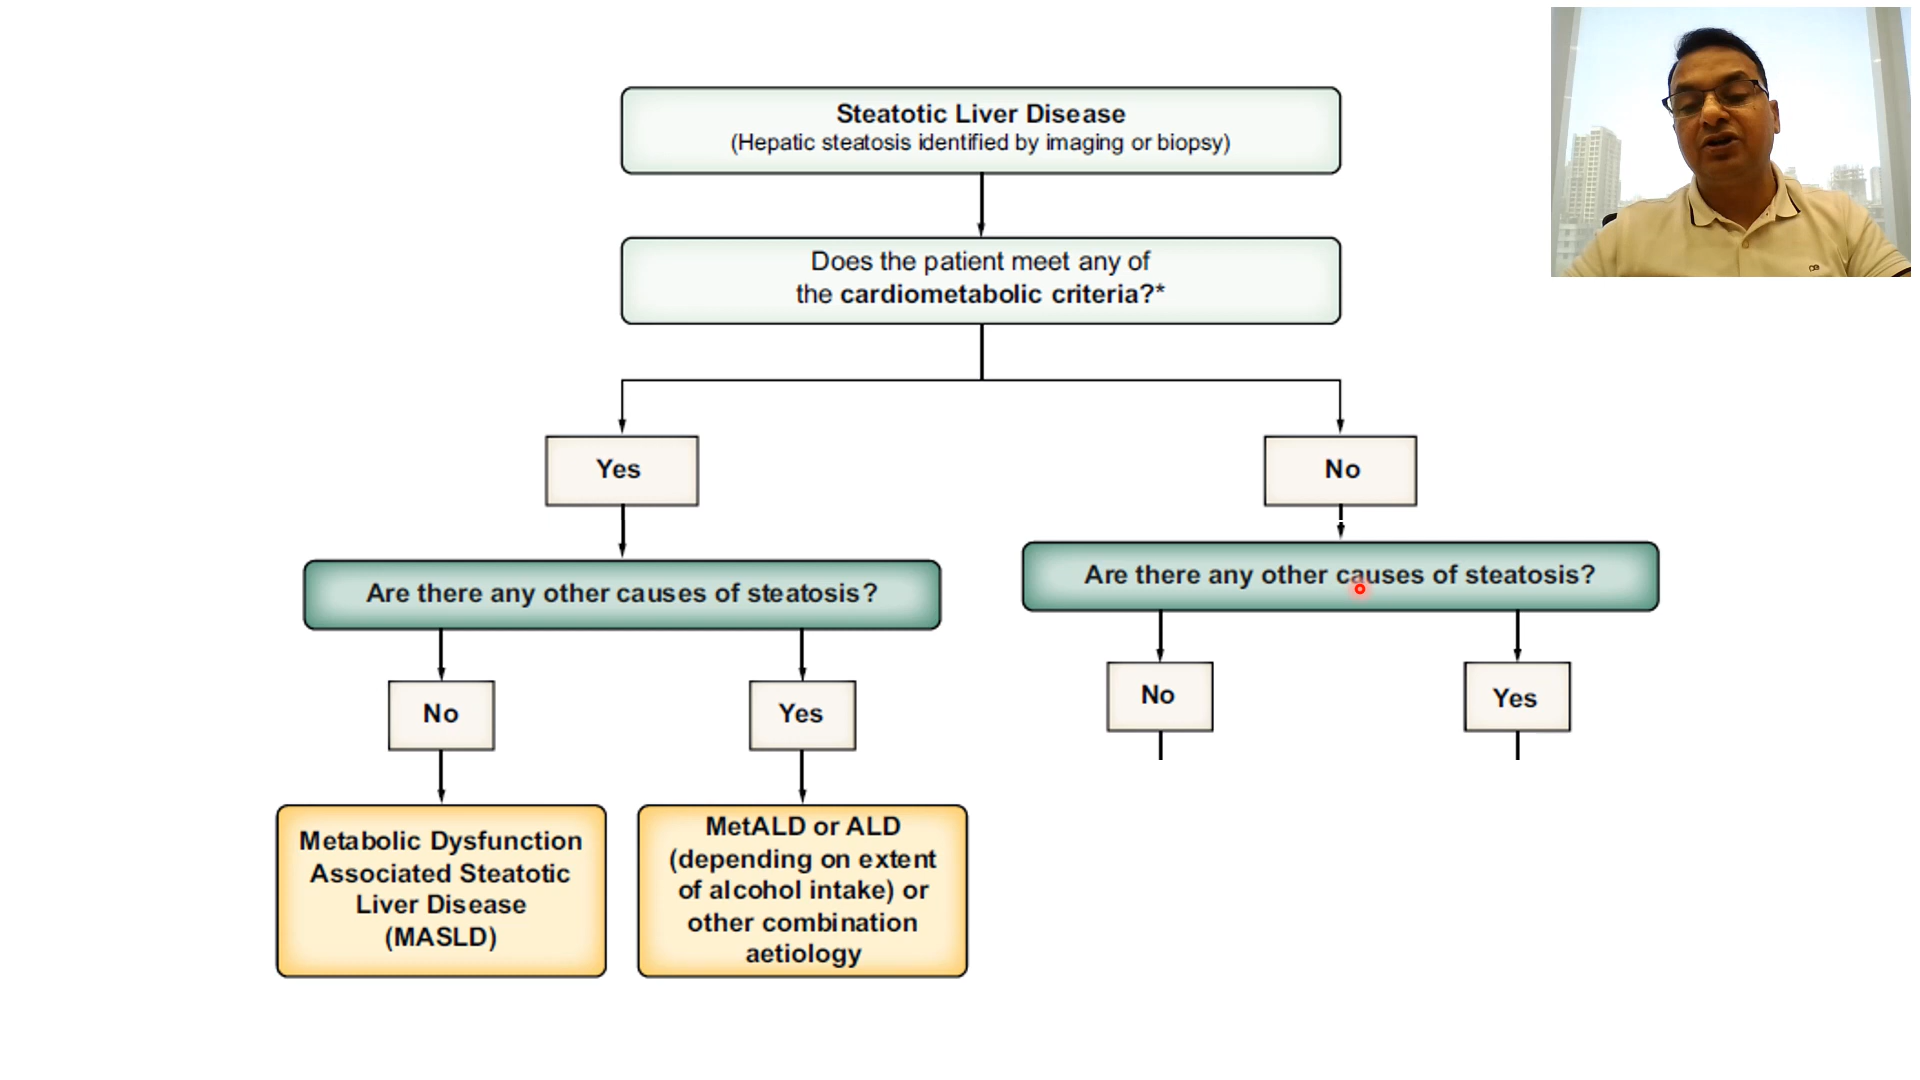 Steatotic Liver Disease
(Hepatic steatosis identified by imaging or biopsy)
Does the patient meet any of
the cardiometabolic criteria?*
Yes
No
Are there any other causes of steatosis?
Are there any other causes of steatosis?
No
Yes
No
Yes
Metabolic Dysfunction
Associated Steatotic
Liver Disease
(MASLD)
MetALD or ALD
(depending on extent
of alcohol intake) or
other combination
aetiology